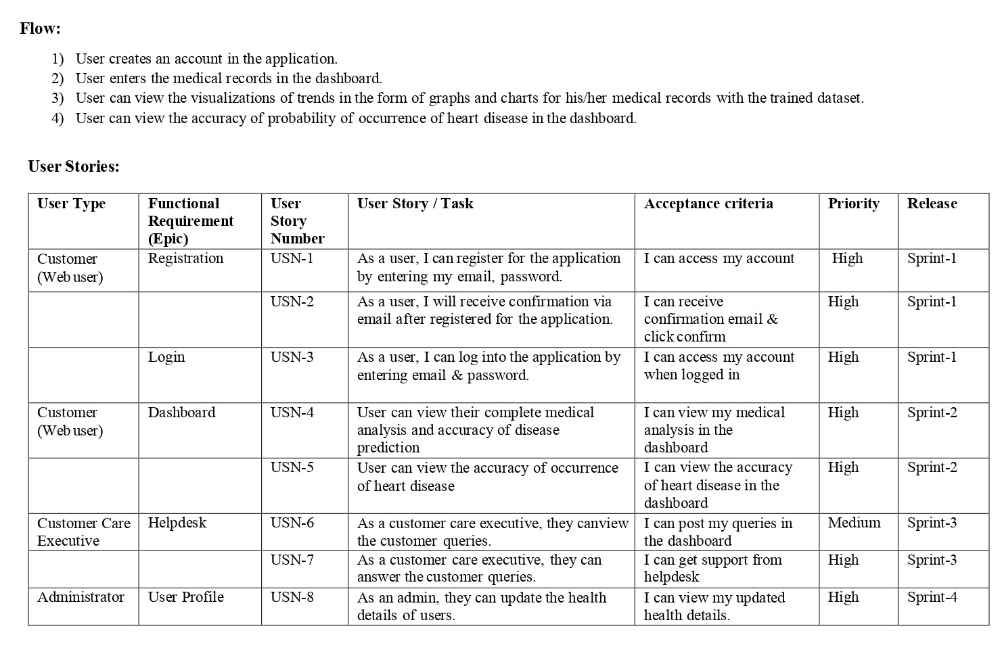 Flow:
1) User creates an account in the application.
2) User enters the medical records in the dashboard.
3) User can view the visualizations of trends in the form of graphs and charts for his/her medical records with the trained dataset.
4) User can view the accuracy of probability of occurrence of heart disease in the dashboard.
User Stories:
User Type
Functional
Requirement
(Epic)
User
Story
Number
User Story / Task
Acceptance criteria
Priority
Release
Customer
(Web user)
Registration
USN-1
As a user, I can register for the application
by entering my email, password.
I can access my account
High
Sprint-1
USN-2
As a user, I will receive confirmation via
email after registered for the application.
I can receive
confirmation email &
click confirm
High
Sprint-1
Login
USN-3
As a user, I can log into the application by
entering email & password.
I can access my account
when logged in
High
Sprint-1
Customer
(Web user)
Dashboard
USN-4
User can view their complete medical
analysis and accuracy of disease
prediction
I can view my medical
analysis in the
dashboard
High
Sprint-2
USN-5
User can view the accuracy of occurrence
of heart disease
I can view the accuracy
of heart disease in the
dashboard
High
Sprint-2
Customer Care
Executive
Helpdesk
USN-6
As a customer care executive, they canview
the customer queries.
I can post my queries in
the dashboard
Medium
Sprint-3
USN-7
As a customer care executive, they can
answer the customer queries.
I can get support from
helpdesk
High
Sprint-3
Administrator
User Profile
USN-8
As an admin, they can update the health
details of users.
I can view my updated
health details.
High
Sprint-4